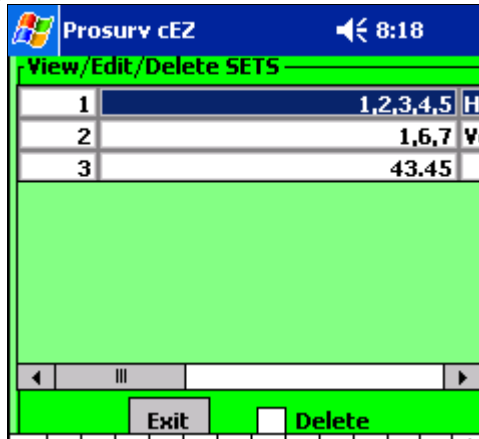 Prosurv cEZ 8:18
View/Edit/Delete SETS
1 1,2,3,4,5 H
2 1,6,7 V
3 43.45
Exit Delete